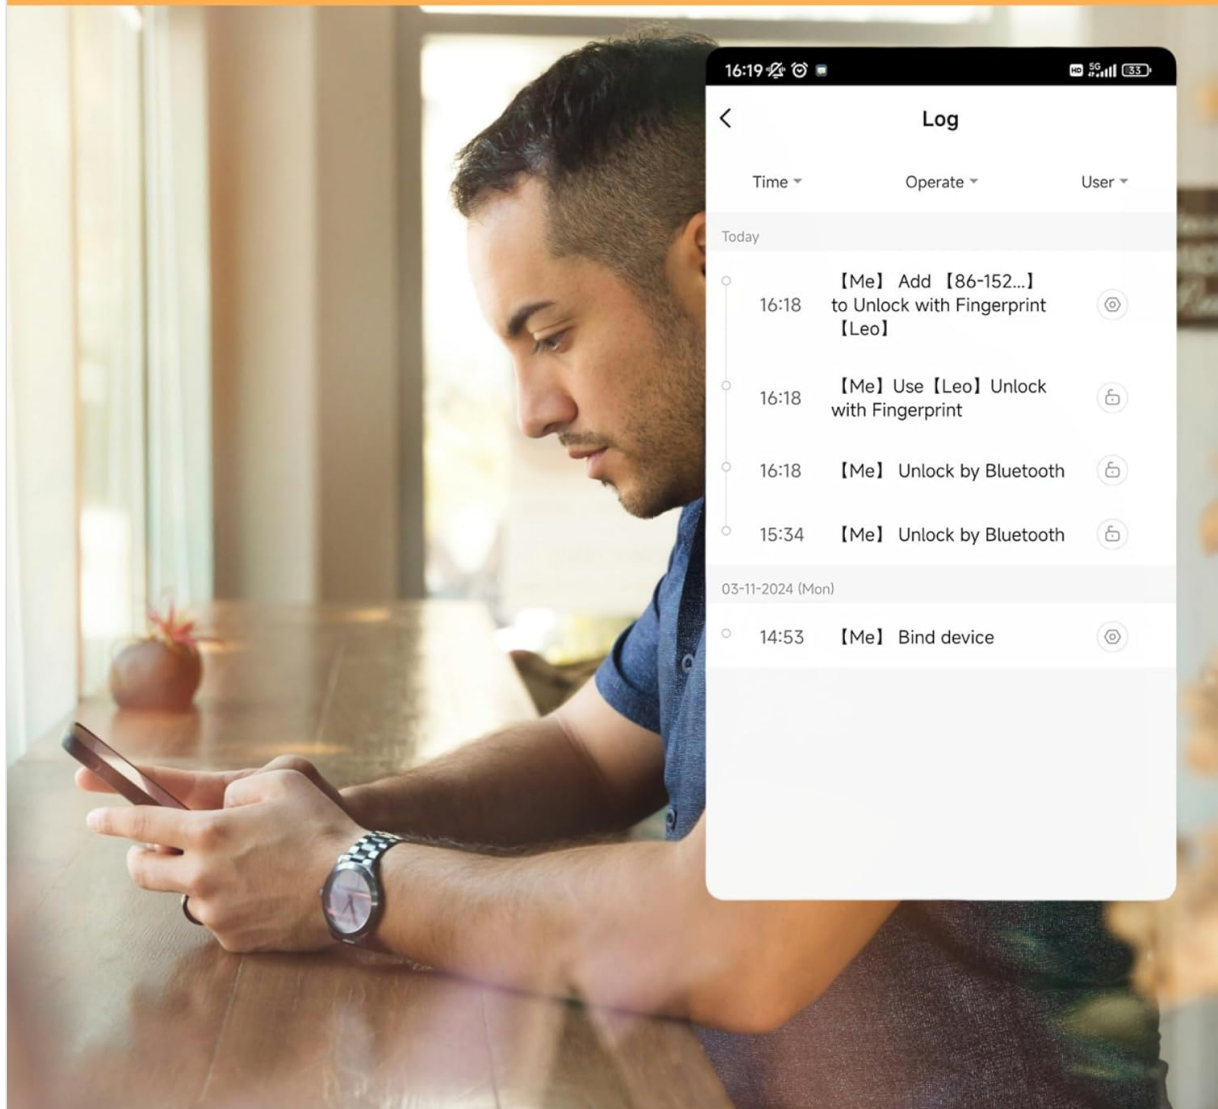 16:19
HD 5G 33
Log
Time Operate User
Today
16:18
【Me】 Add 【86-152...】
to Unlock with Fingerprint
【Leo】
16:18
【Me】Use【Leo】Unlock
with Fingerprint
16:18 【Me】 Unlock by Bluetooth
15:34 【Me】 Unlock by Bluetooth
03-11-2024 (Mon)
14:53 【Me】 Bind device